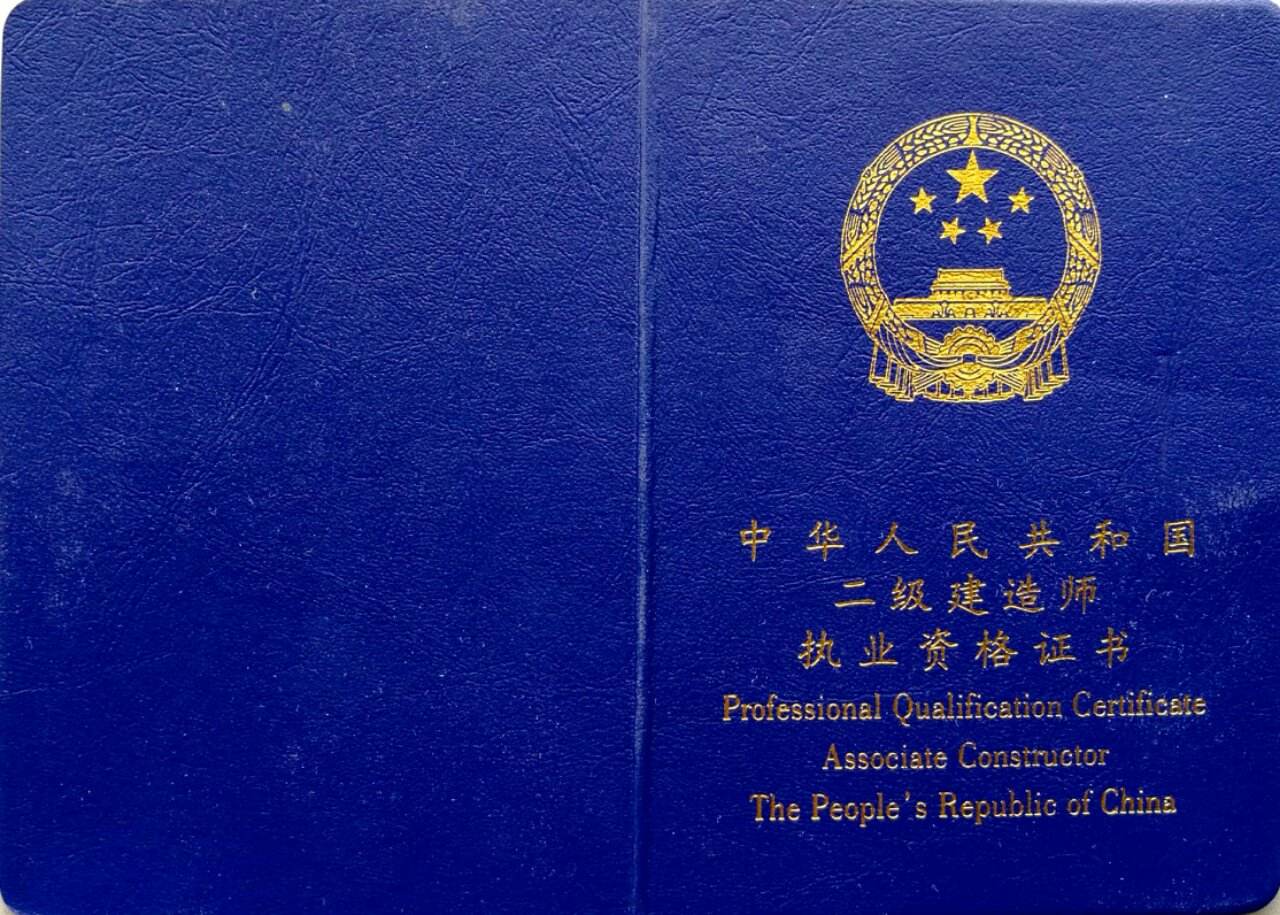 中华人民共和国
二级建造师
执业资格证书
Professional Qualification Certificate
Associate Constructor
The People's Republic of China